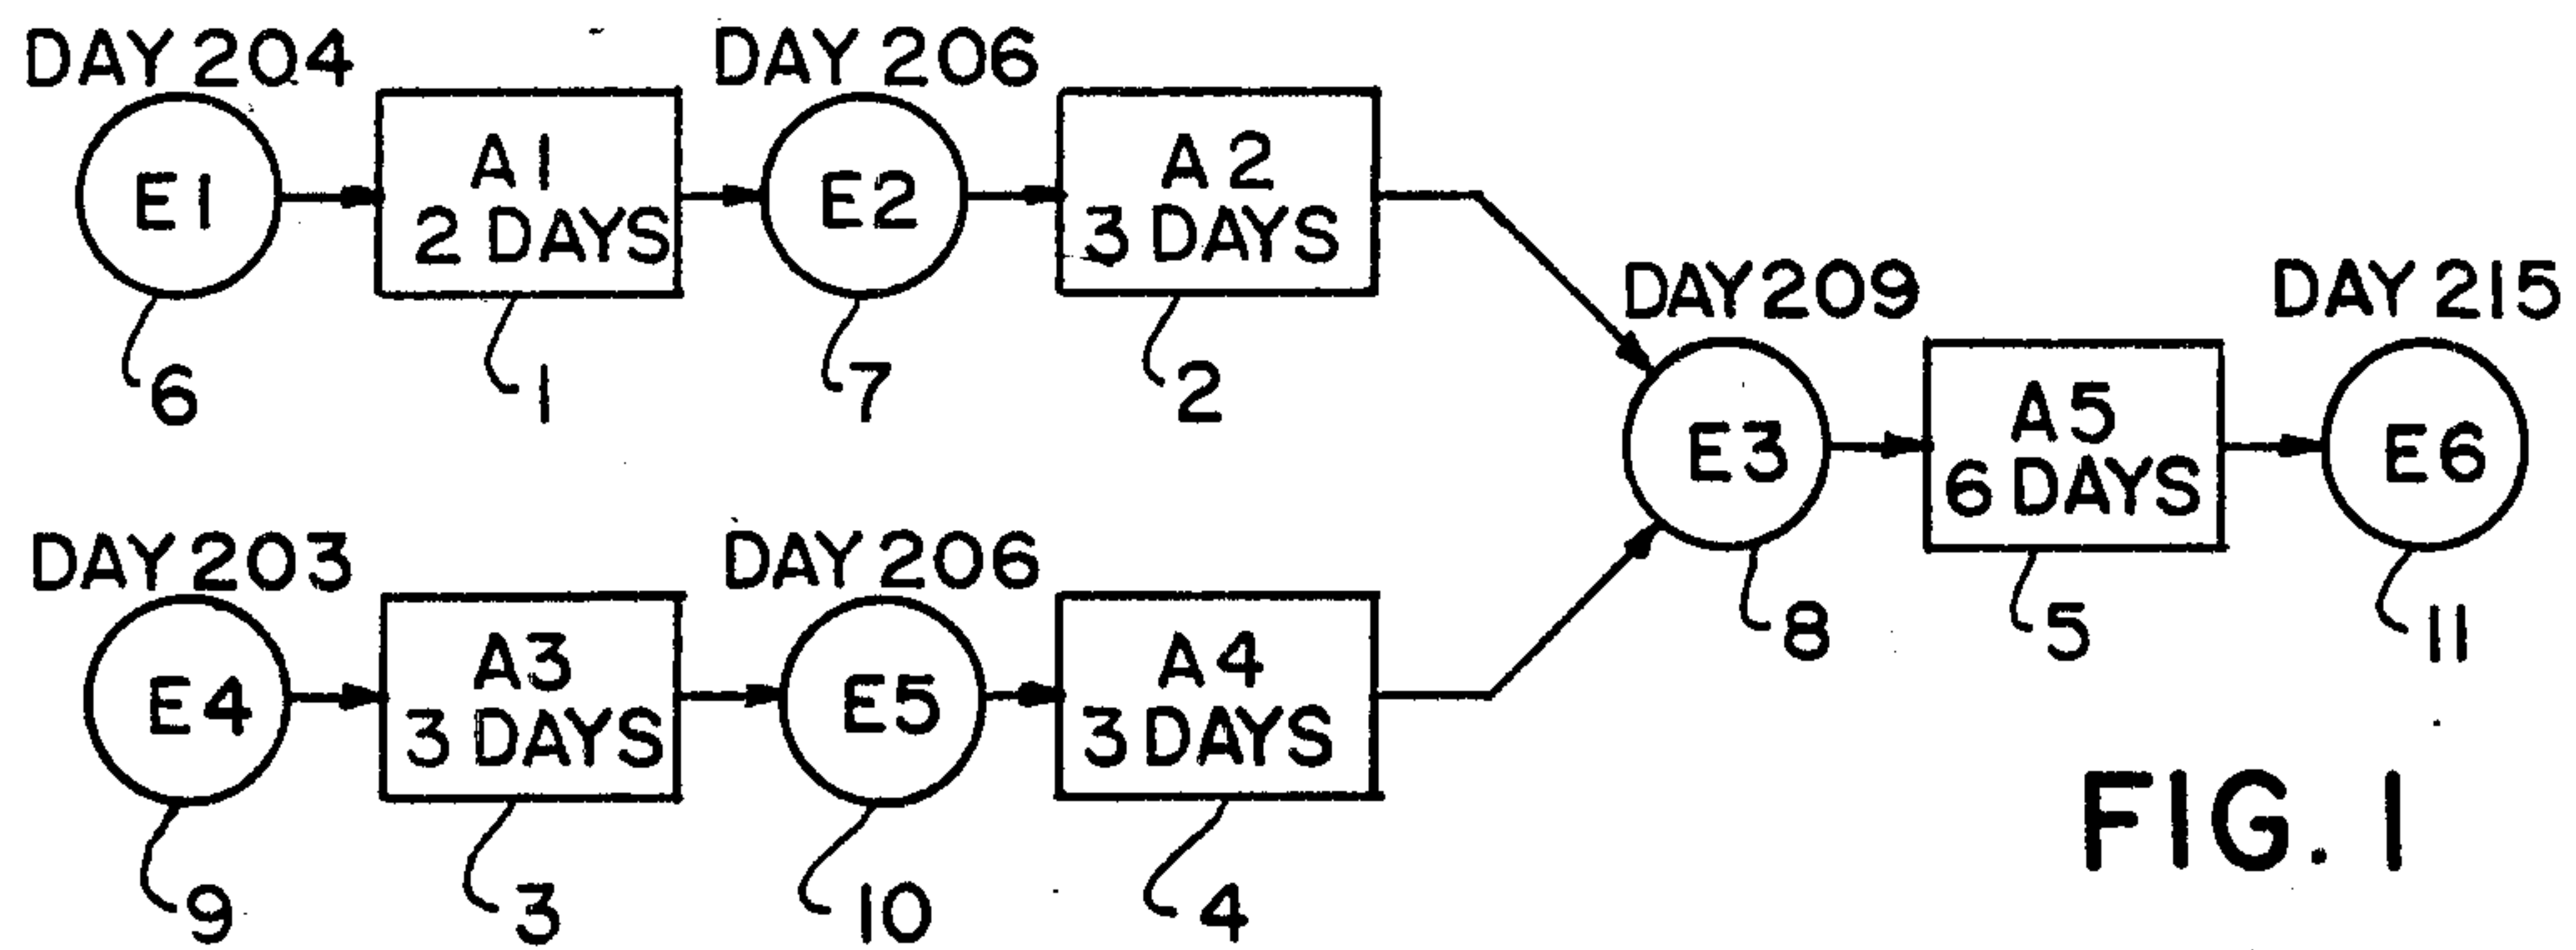 DAY 204
DAY 206
E1
A1
2 DAYS
E2
A2
3 DAYS
6
1
7
2
DAY 209
DAY 215
E3
A5
6 DAYS
E6
8
5
11
DAY 203
DAY 206
E4
A3
3 DAYS
E5
A4
3 DAYS
9
3
10
4
FIG. 1